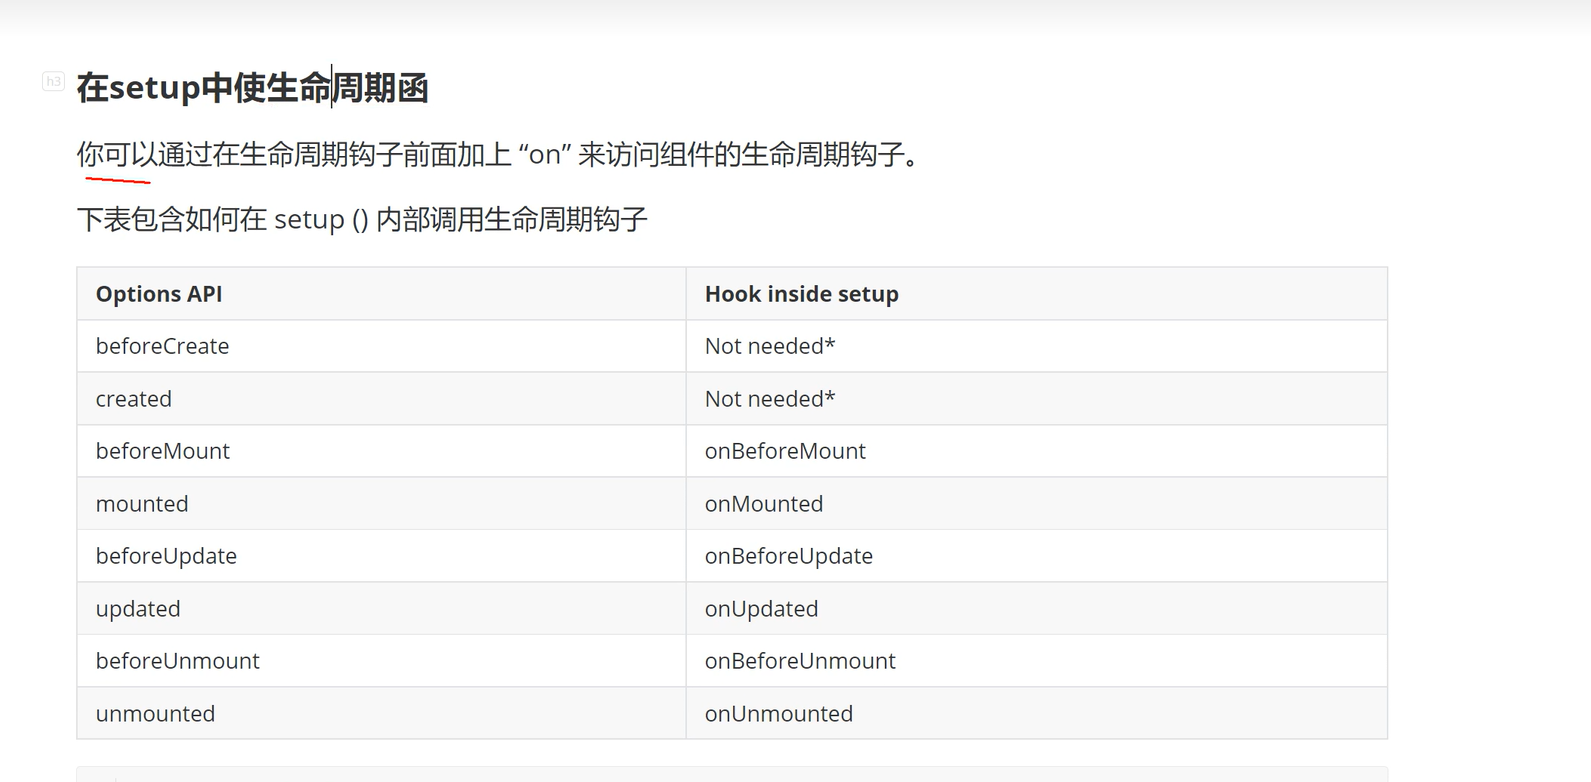 h3
在setup中使生命周期函
你可以通过在生命周期钩子前面加上 “on” 来访问组件的生命周期钩子。
下表包含如何在 setup () 内部调用生命周期钩子
Options API Hook inside setup
beforeCreate Not needed*
created Not needed*
beforeMount onBeforeMount
mounted onMounted
beforeUpdate onBeforeUpdate
updated onUpdated
beforeUnmount onBeforeUnmount
unmounted onUnmounted